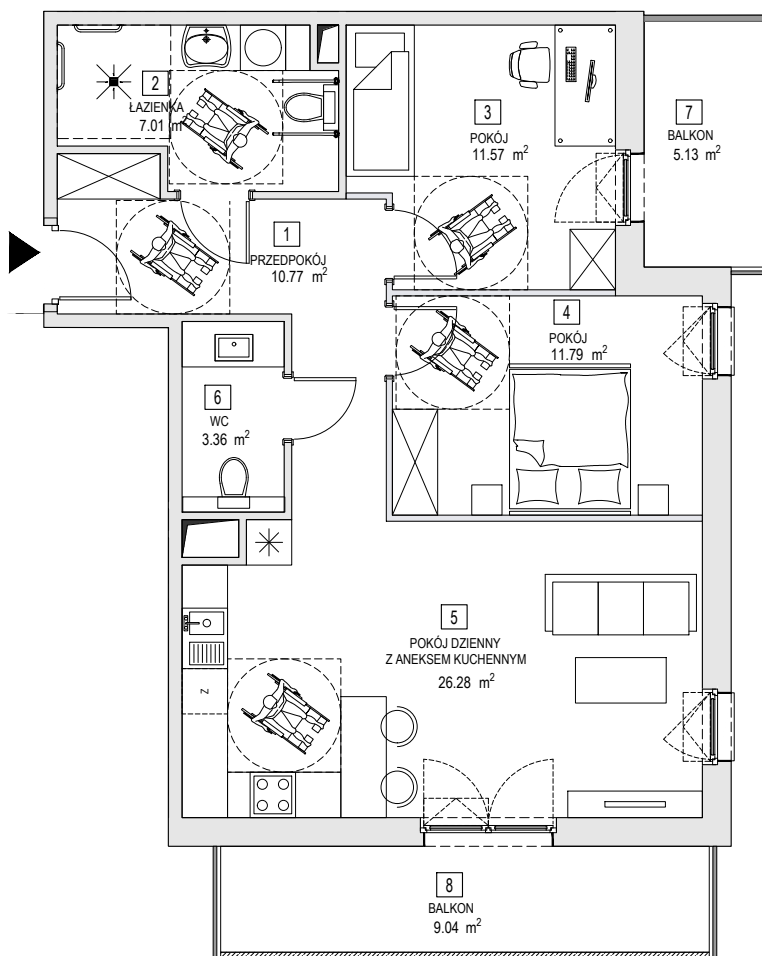 2
ŁAZIENKA
7.01 m
3
POKÓJ
11.57 m²
7
BALKON
5.13 m²
1
PRZEDPOKÓJ
10.77 m²
4
POKÓJ
11.79 m²
6
WC
3.36 m²
5
POKÓJ DZIENNY
Z ANEKSEM KUCHENNYM
26.28 m²
Z
8
BALKON
9.04 m²